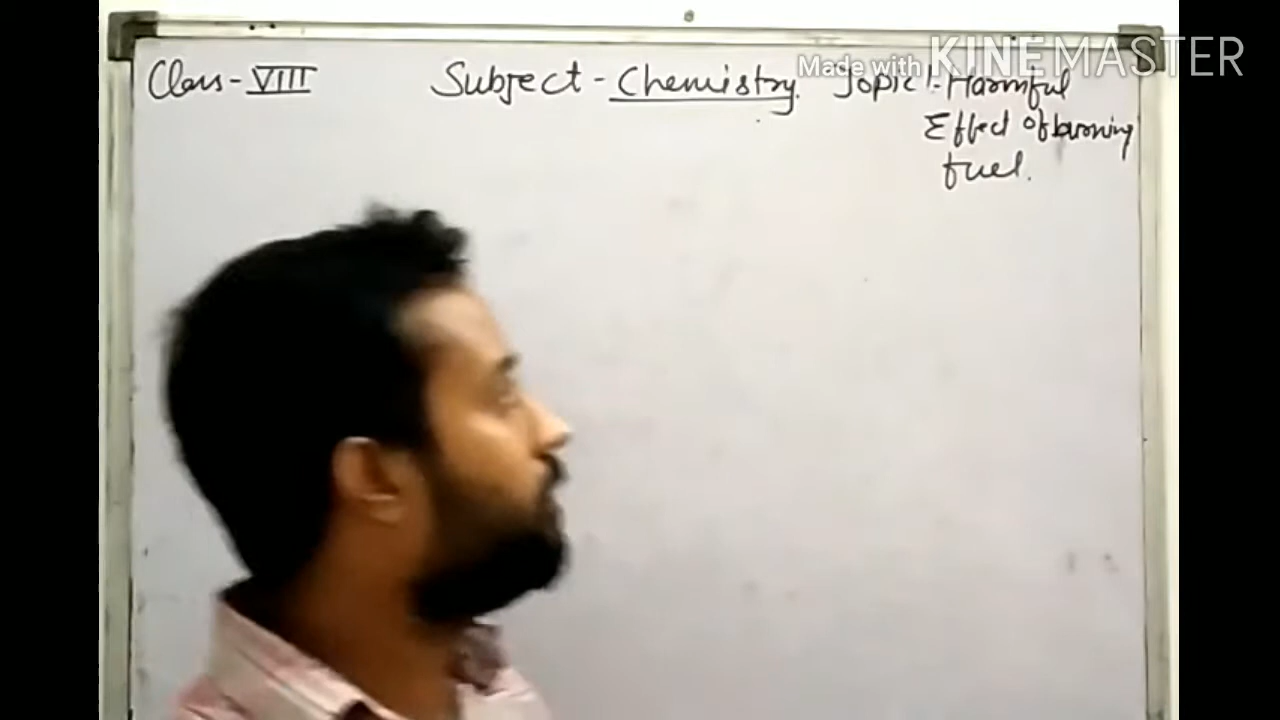 Class - VIII Subject - Chemistry. Topic :- Harmful
Effect of burning
fuel.
Made with KINEMASTER